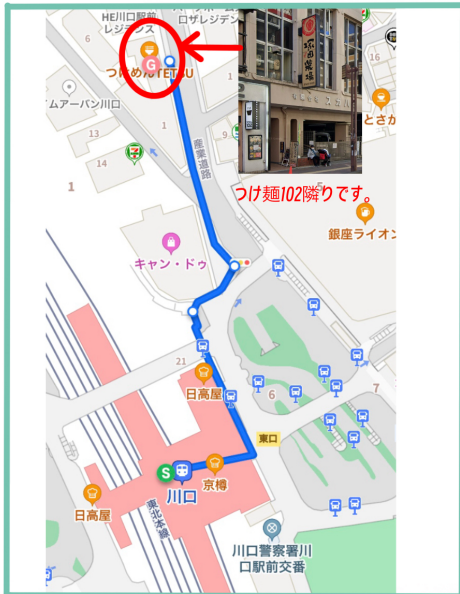 HE川口駅前
レジデンス
ロザレジデン
つけめんTETSU
G
ムアーバン川口
16
とさか
13
14
1
9
1
産業道路
つけ麺102隣りです。
5
銀座ライオン
キャン・ドゥ
21
日高屋
6
7
東口
S
川口
京樽
日高屋
東北本線
川口警察署川
口駅前交番